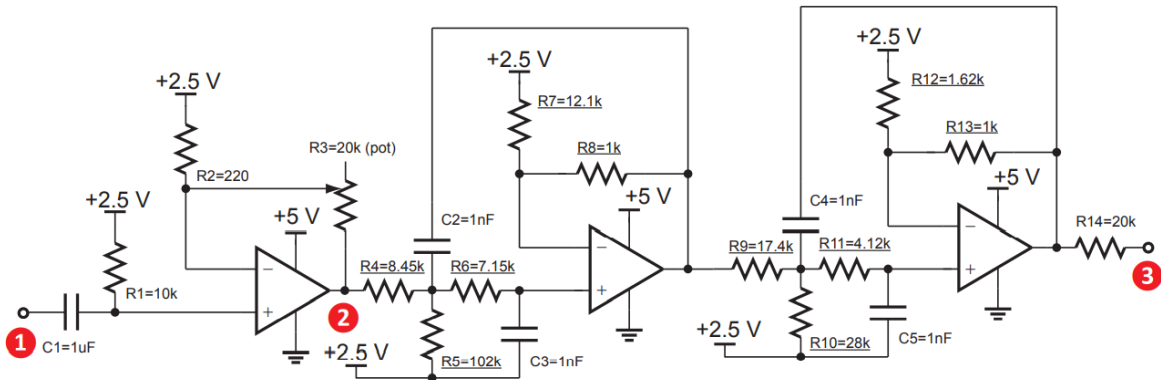 +2.5 V
R2=220
R3=20k (pot)
+2.5 V
R1=10k
+5 V
1
C1=1uF
2
R4=8.45k
R6=7.15k
C2=1nF
+2.5 V
R7=12.1k
R8=1k
+5 V
+2.5 V
R5=102k
C3=1nF
+2.5 V
R12=1.62k
R13=1k
+5 V
C4=1nF
R9=17.4k
R11=4.12k
R14=20k
3
+2.5 V
R10=28k
C5=1nF